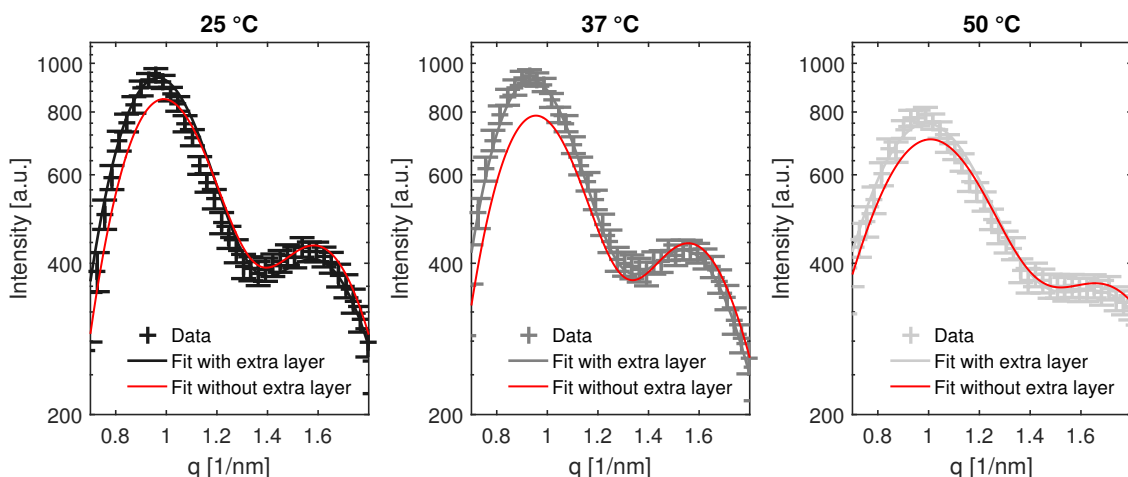 25 °C
1000
800
600
400
200
Intensity [a.u.]
0.8 1 1.2 1.4 1.6
q [1/nm]
Data
Fit with extra layer
Fit without extra layer
37 °C
1000
800
600
400
200
Intensity [a.u.]
0.8 1 1.2 1.4 1.6
q [1/nm]
Data
Fit with extra layer
Fit without extra layer
50 °C
1000
800
600
400
200
Intensity [a.u.]
0.8 1 1.2 1.4 1.6
q [1/nm]
Data
Fit with extra layer
Fit without extra layer